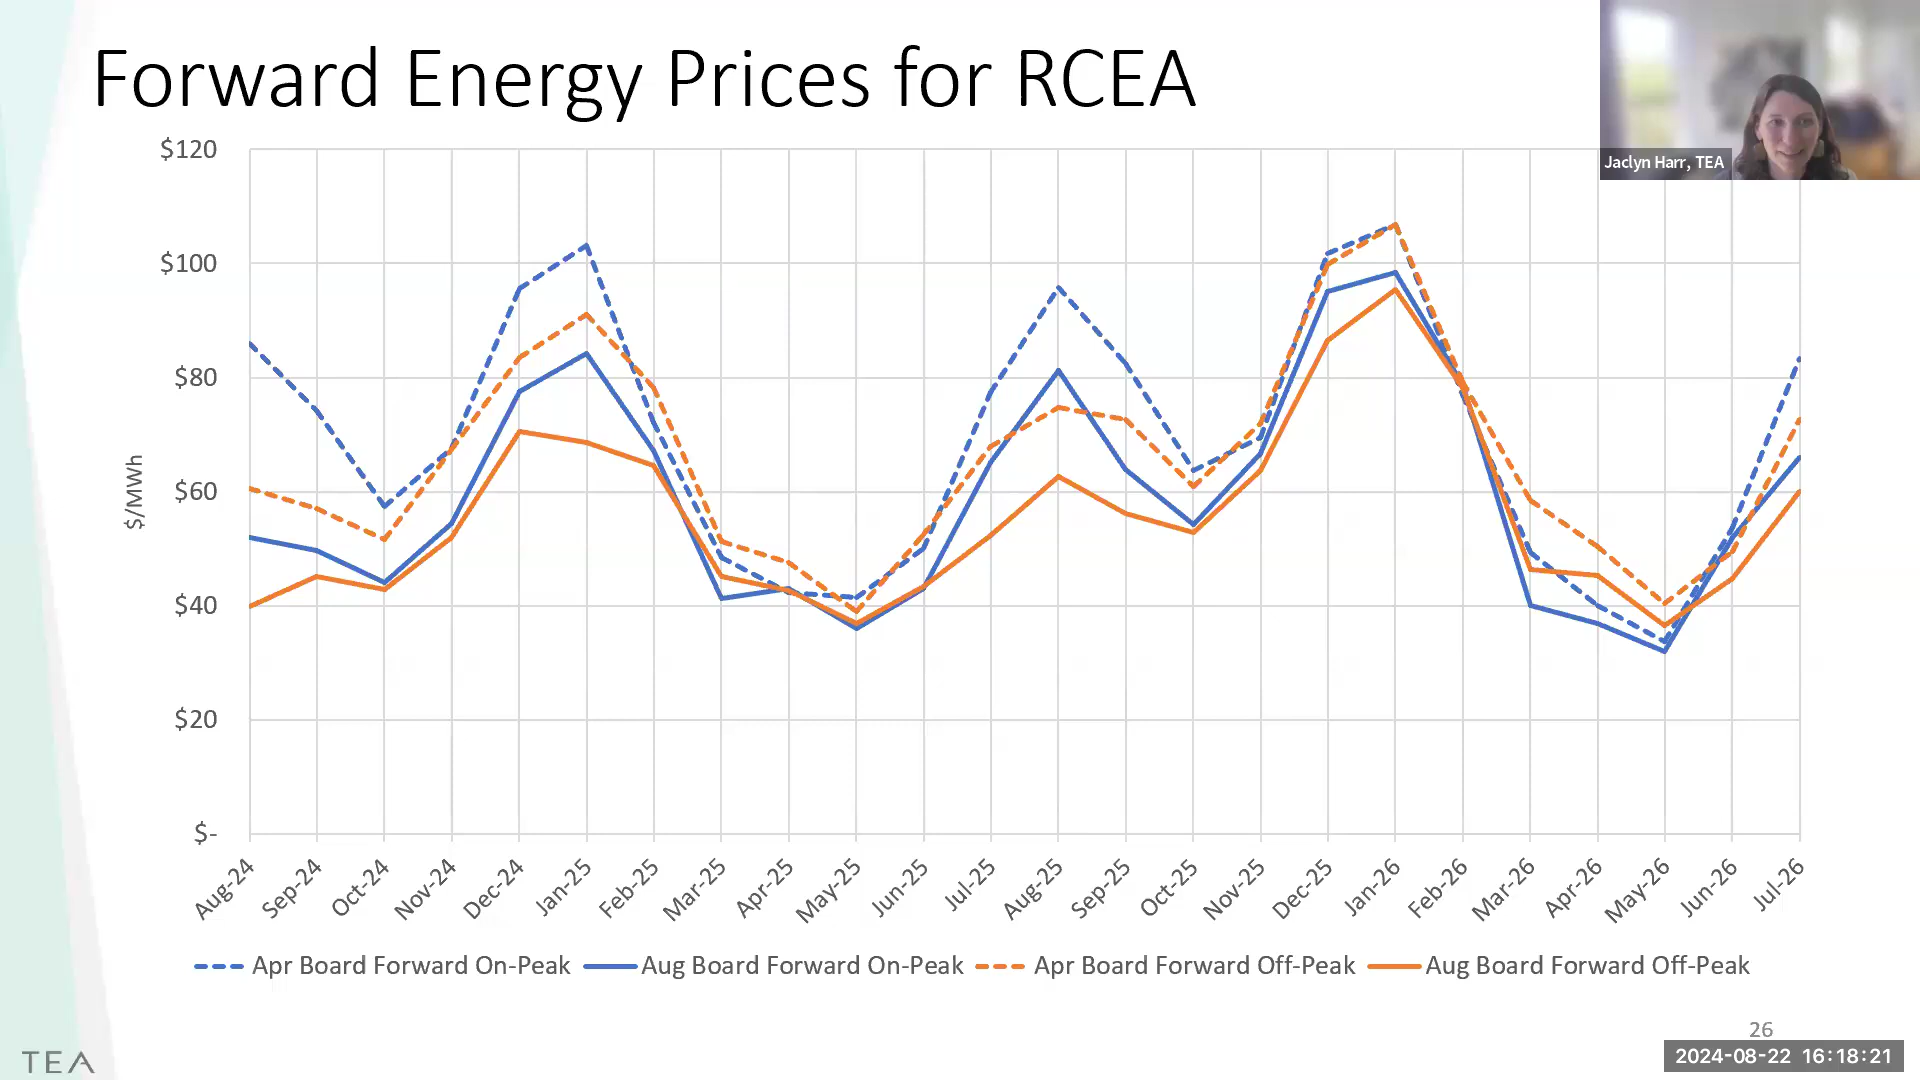 Forward Energy Prices for RCEA
Jaclyn Harr, TEA
$120
$100
$80
$60
$40
$20
$-
$/MWh
Aug-24
Sep-24
Oct-24
Nov-24
Dec-24
Jan-25
Feb-25
Mar-25
Apr-25
May-25
Jun-25
Jul-25
Aug-25
Sep-25
Oct-25
Nov-25
Dec-25
Jan-26
Feb-26
Mar-26
Apr-26
May-26
Jun-26
Jul-26
Apr Board Forward On-Peak
Aug Board Forward On-Peak
Apr Board Forward Off-Peak
Aug Board Forward Off-Peak
26
TEA
2024-08-22 16:18:21